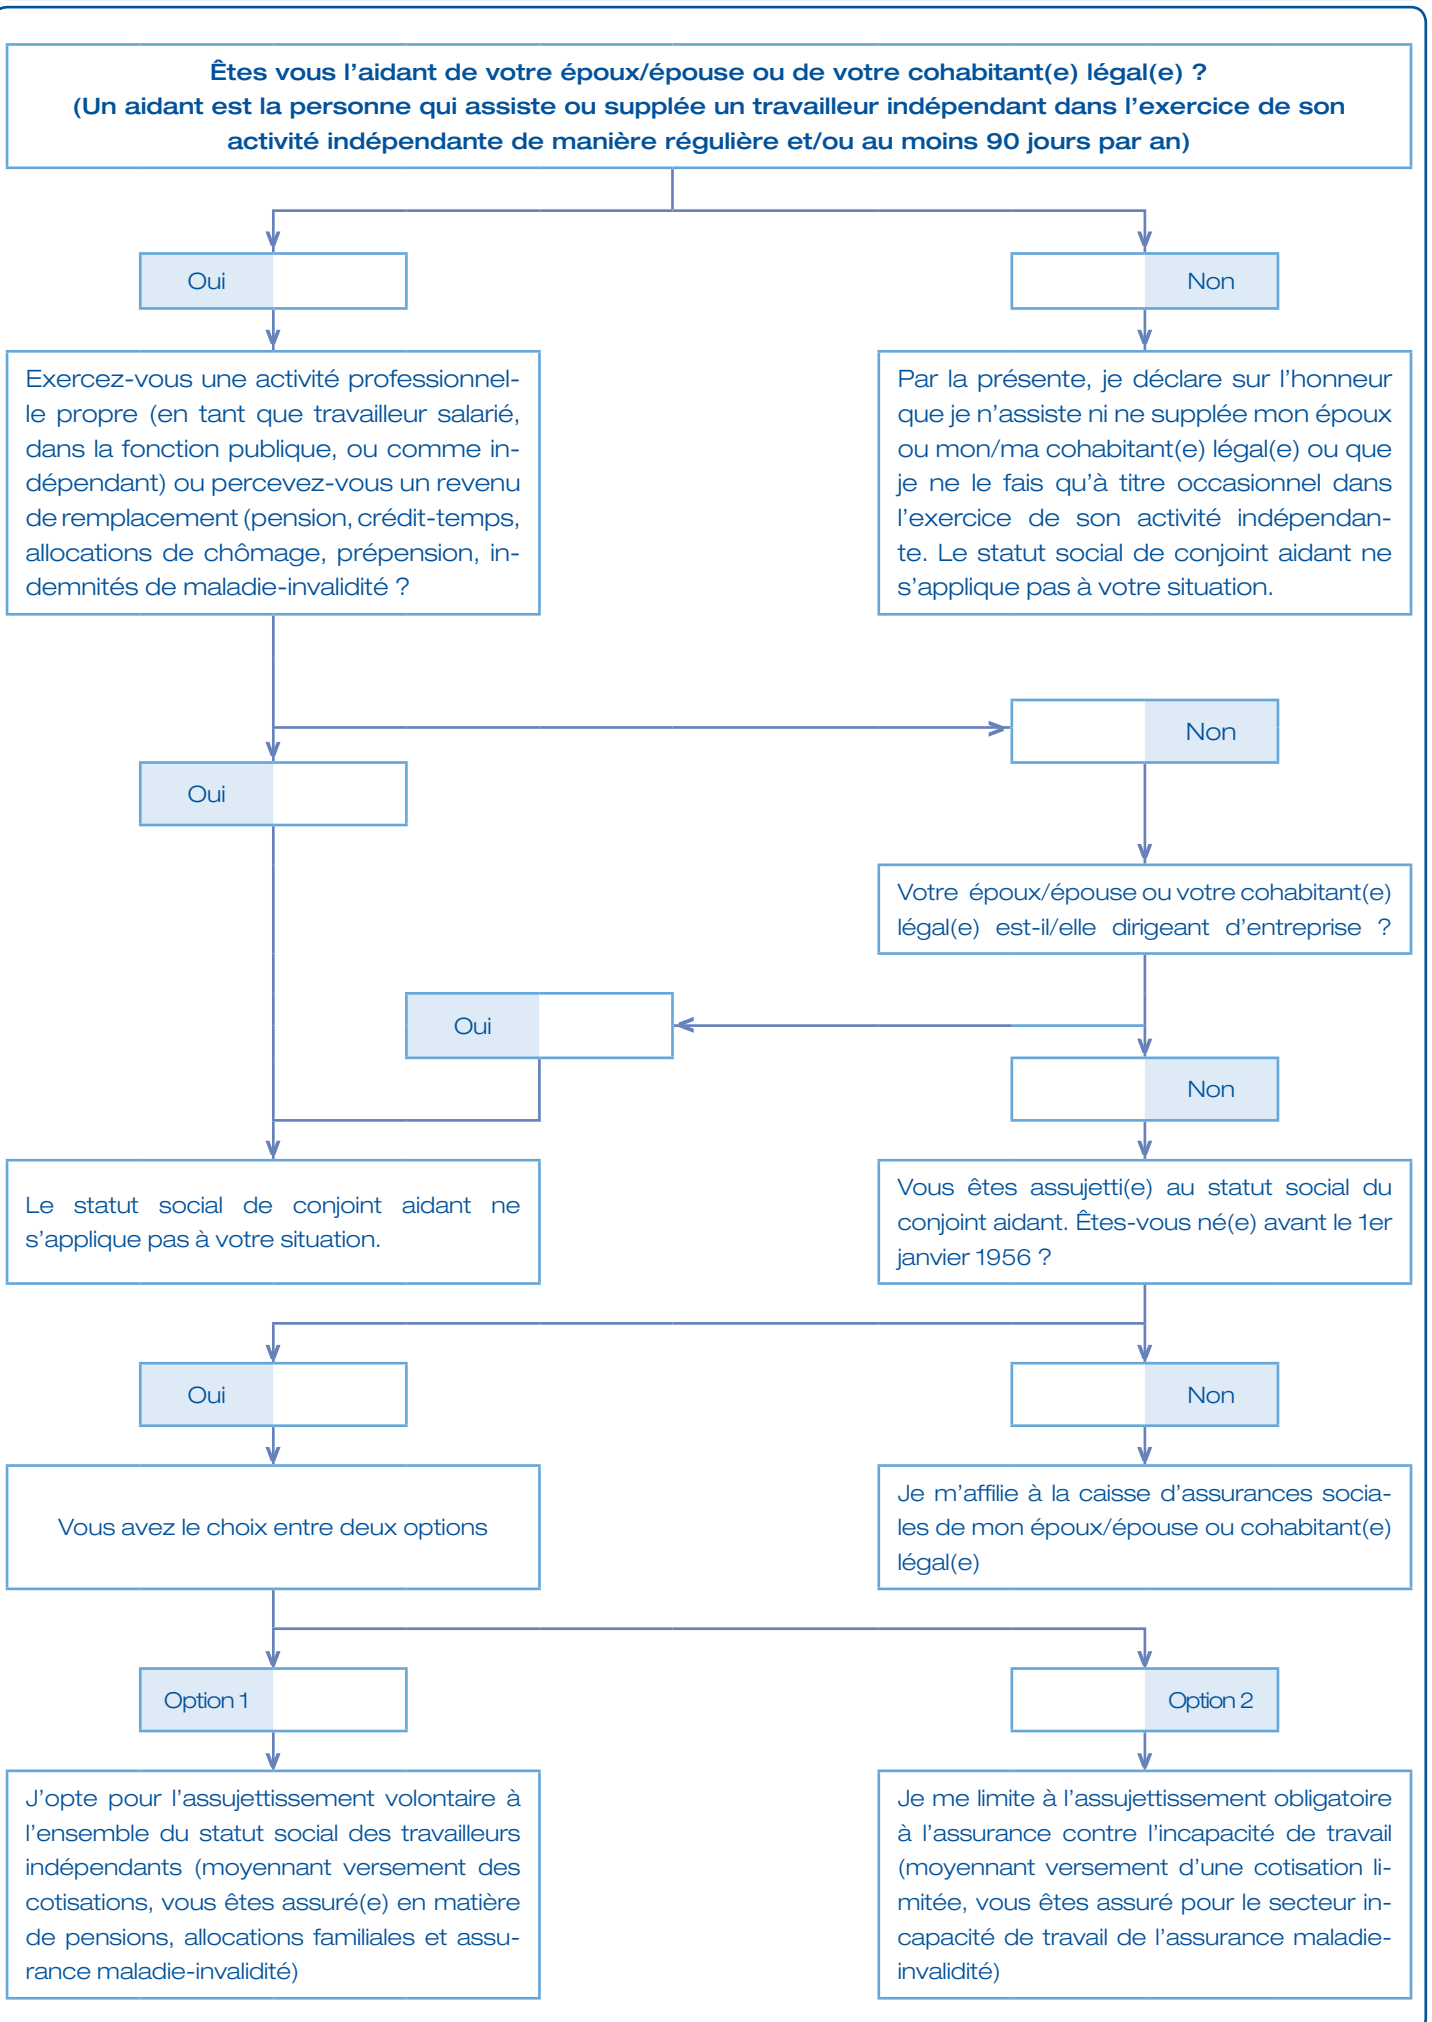 Êtes vous l’aidant de votre époux/épouse ou de votre cohabitant(e) légal(e) ?
(Un aidant est la personne qui assiste ou supplée un travailleur indépendant dans l’exercice de son
activité indépendante de manière régulière et/ou au moins 90 jours par an)
Oui
Non
Exercez-vous une activité professionnel-
le propre (en tant que travailleur salarié,
dans la fonction publique, ou comme in-
dépendant) ou percevez-vous un revenu
de remplacement (pension, crédit-temps,
allocations de chômage, prépension, in-
demnités de maladie-invalidité ?
Par la présente, je déclare sur l’honneur
que je n’assiste ni ne supplée mon époux
ou mon/ma cohabitant(e) légal(e) ou que
je ne le fais qu’à titre occasionnel dans
l’exercice de son activité indépendan-
te. Le statut social de conjoint aidant ne
s’applique pas à votre situation.
Non
Oui
Votre époux/épouse ou votre cohabitant(e)
légal(e) est-il/elle dirigeant d’entreprise ?
Oui
Non
Le statut social de conjoint aidant ne
s’applique pas à votre situation.
Vous êtes assujetti(e) au statut social du
conjoint aidant. Êtes-vous né(e) avant le 1er
janvier 1956 ?
Oui
Non
Vous avez le choix entre deux options
Je m’affilie à la caisse d’assurances socia-
les de mon époux/épouse ou cohabitant(e)
légal(e)
Option 1
Option 2
J’opte pour l’assujettissement volontaire à
l’ensemble du statut social des travailleurs
indépendants (moyennant versement des
cotisations, vous êtes assuré(e) en matière
de pensions, allocations familiales et assu-
rance maladie-invalidité)
Je me limite à l’assujettissement obligatoire
à l’assurance contre l’incapacité de travail
(moyennant versement d’une cotisation li-
mitée, vous êtes assuré pour le secteur in-
capacité de travail de l’assurance maladie-
invalidité)